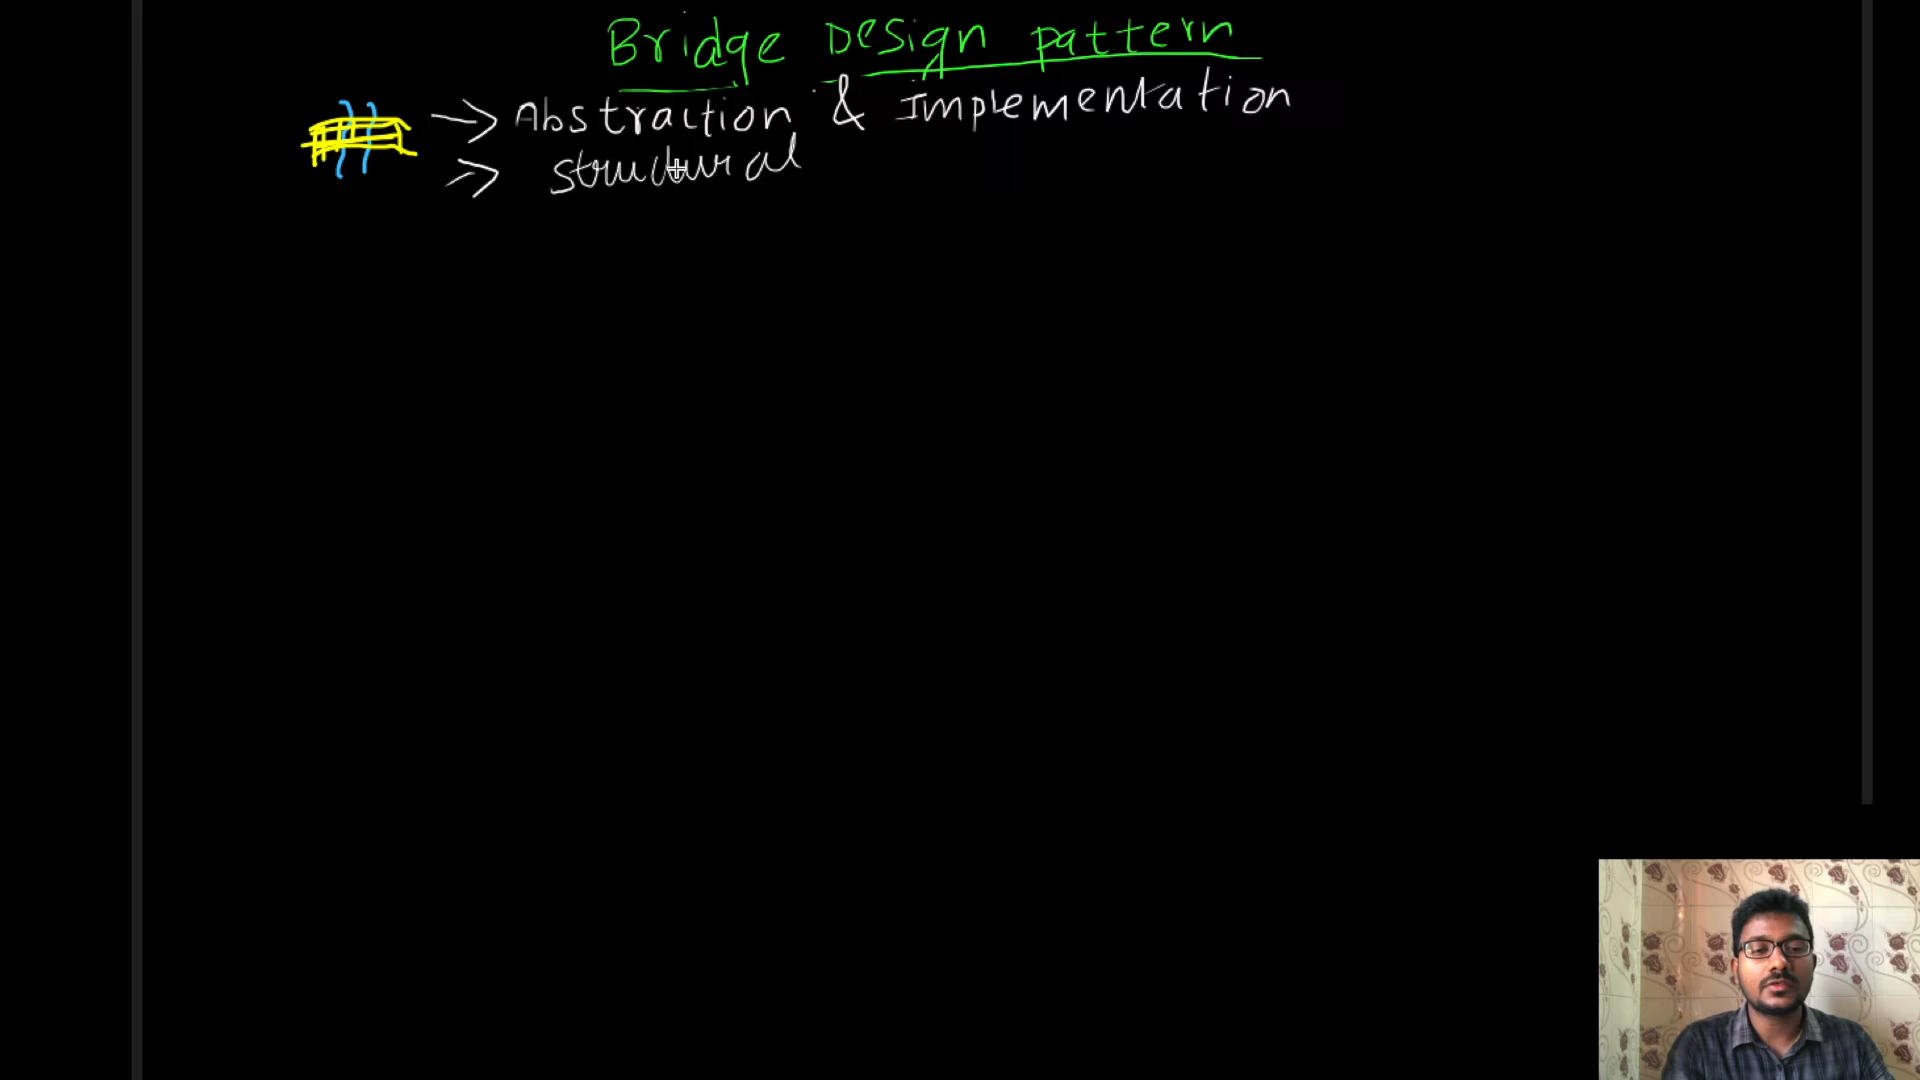 Bridge Design pattern
→ Abstraction & Implementation
→ structural